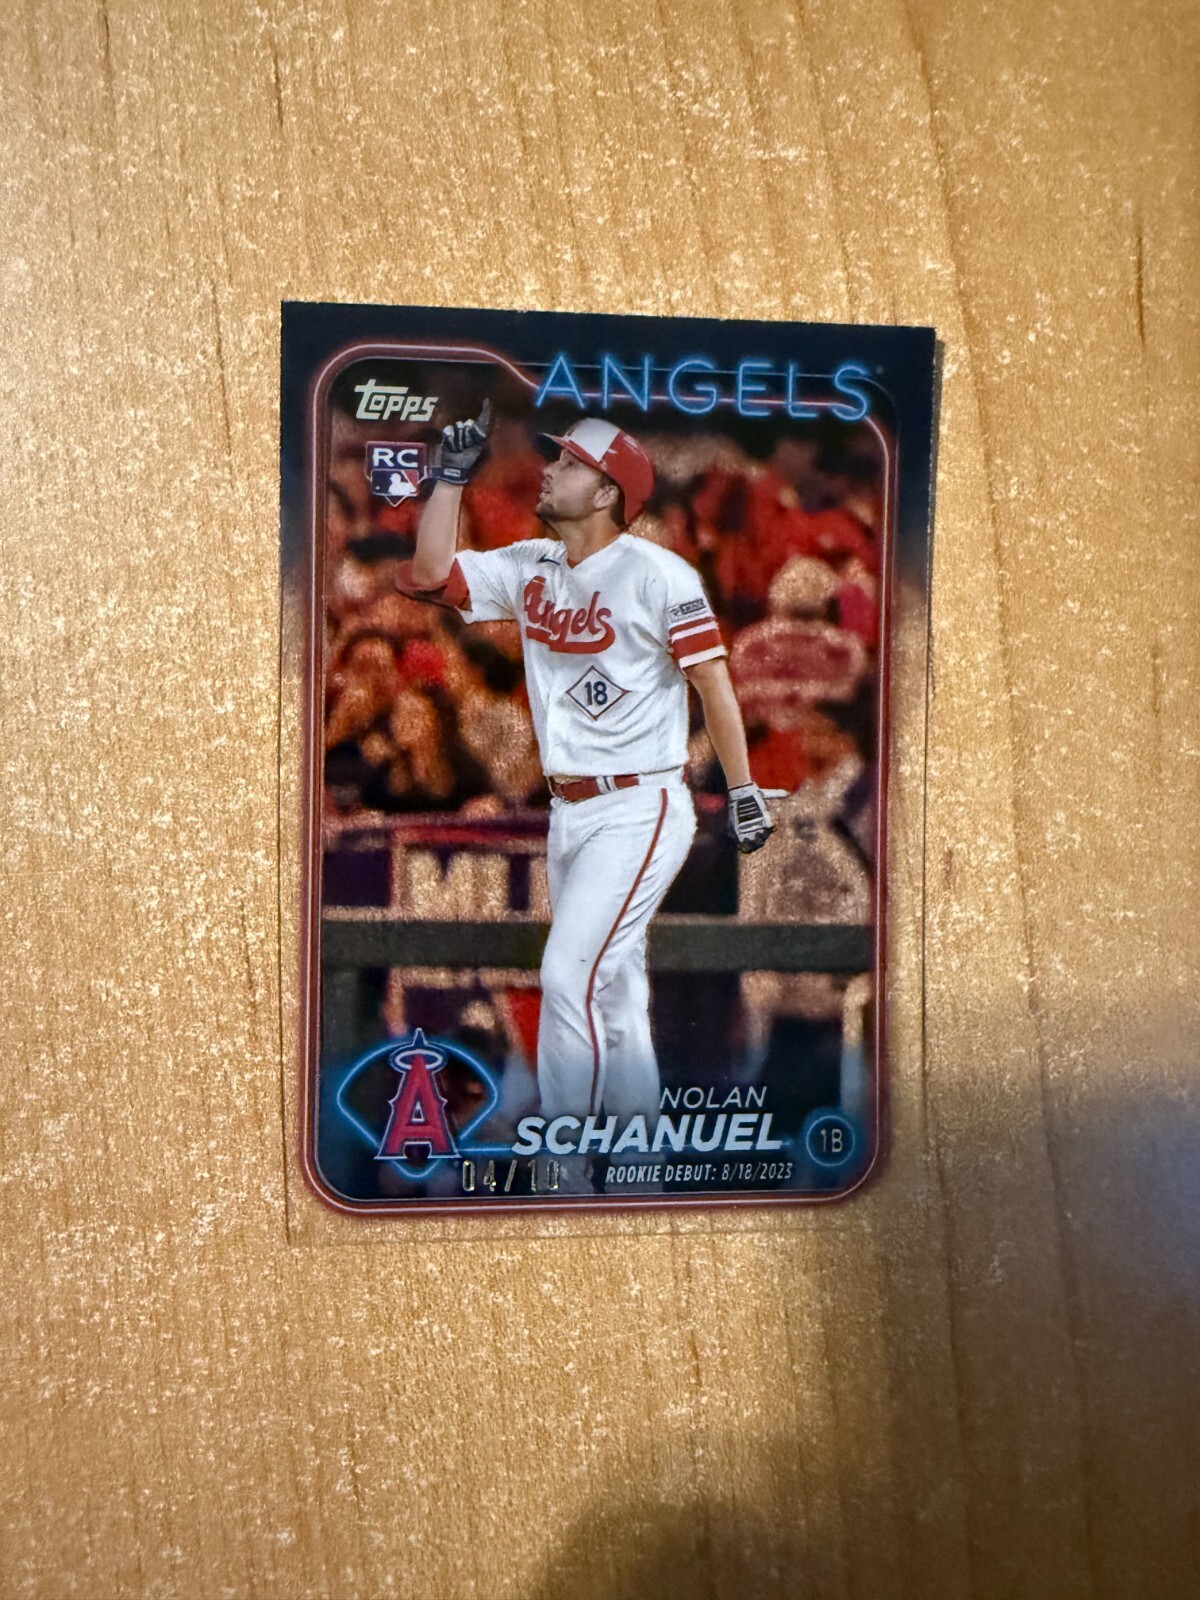 ANGELS
Topps
RC
Angels
18
NOLAN
SCHANUEL
1B
04/10
ROOKIE DEBUT: 8/18/2023
A